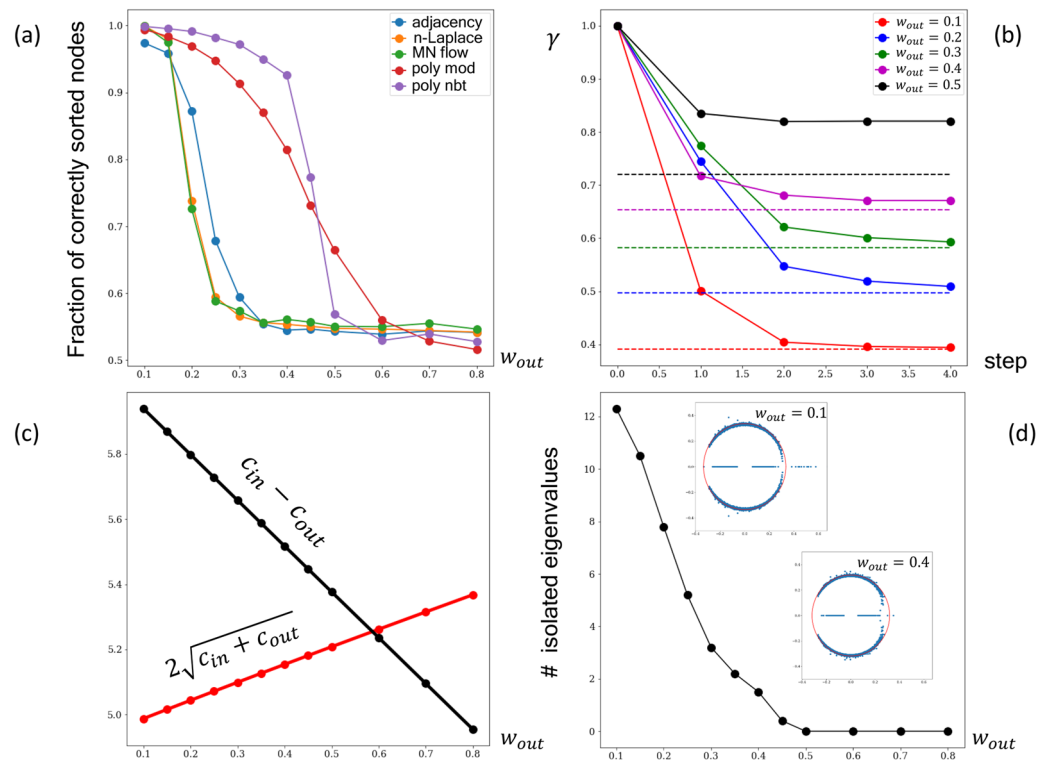 (a)
Fraction of correctly sorted nodes
1.0
0.9
0.8
0.7
0.6
0.5
adjacency
n-Laplace
MN flow
poly mod
poly nbt
0.1 0.2 0.3 0.4 0.5 0.6 0.7 0.8
w_out
(b)
γ
1.0
0.9
0.8
0.7
0.6
0.5
0.4
w_out = 0.1
w_out = 0.2
w_out = 0.3
w_out = 0.4
w_out = 0.5
0.0 0.5 1.0 1.5 2.0 2.5 3.0 3.5 4.0
step
(c)
5.8
5.6
5.4
5.2
5.0
c_in − c_out
2√c_in + c_out
0.1 0.2 0.3 0.4 0.5 0.6 0.7 0.8
w_out
(d)
# isolated eigenvalues
12
10
8
6
4
2
0
w_out = 0.1
w_out = 0.4
0.1 0.2 0.3 0.4 0.5 0.6 0.7 0.8
w_out